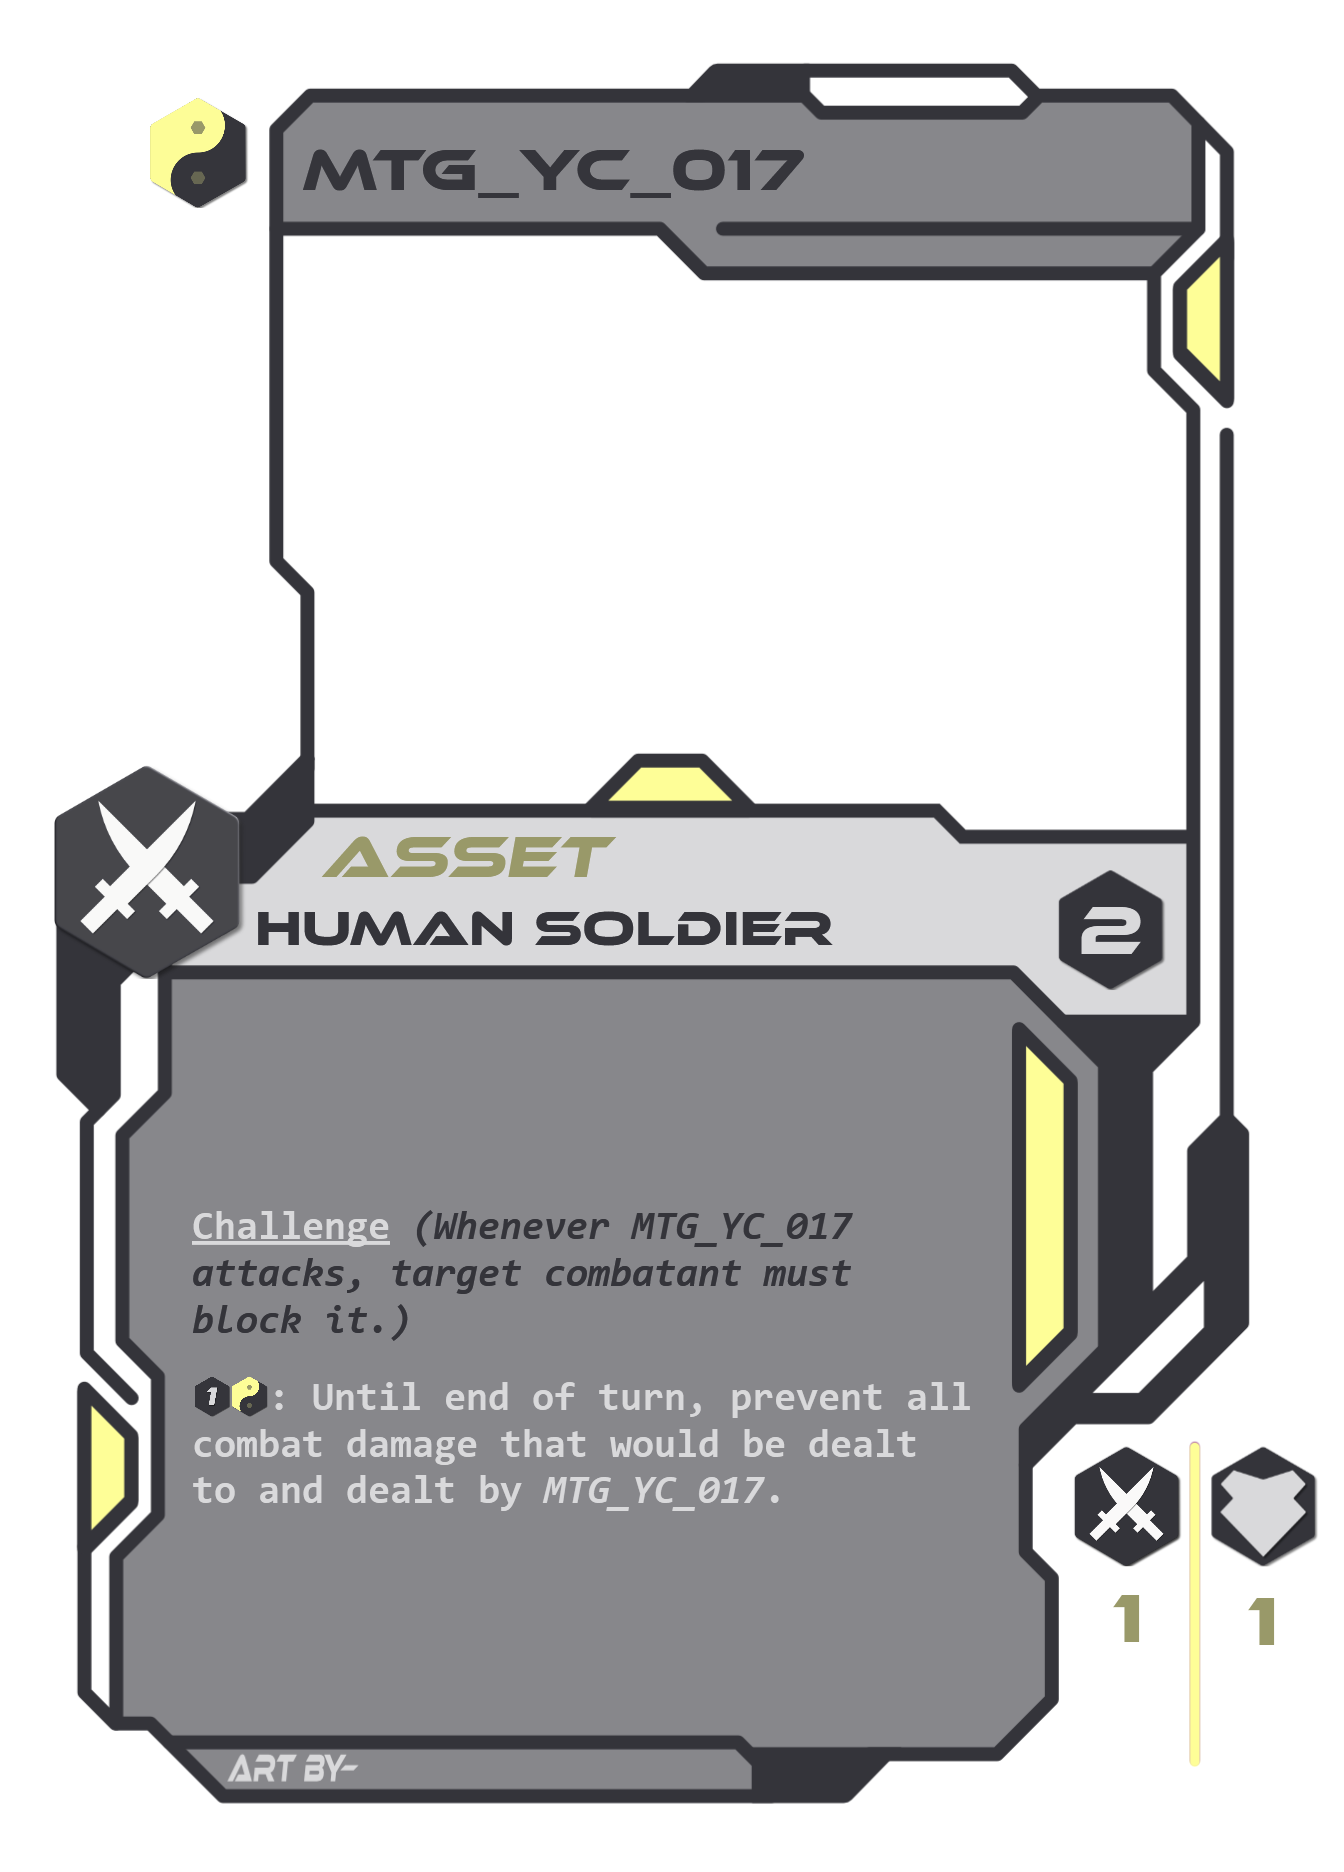 MTG_YC_017
ASSET
HUMAN SOLDIER
2
Challenge (Whenever MTG_YC_017
attacks, target combatant must
block it.)
1: Until end of turn, prevent all
combat damage that would be dealt
to and dealt by MTG_YC_017.
1 1
ART BY-